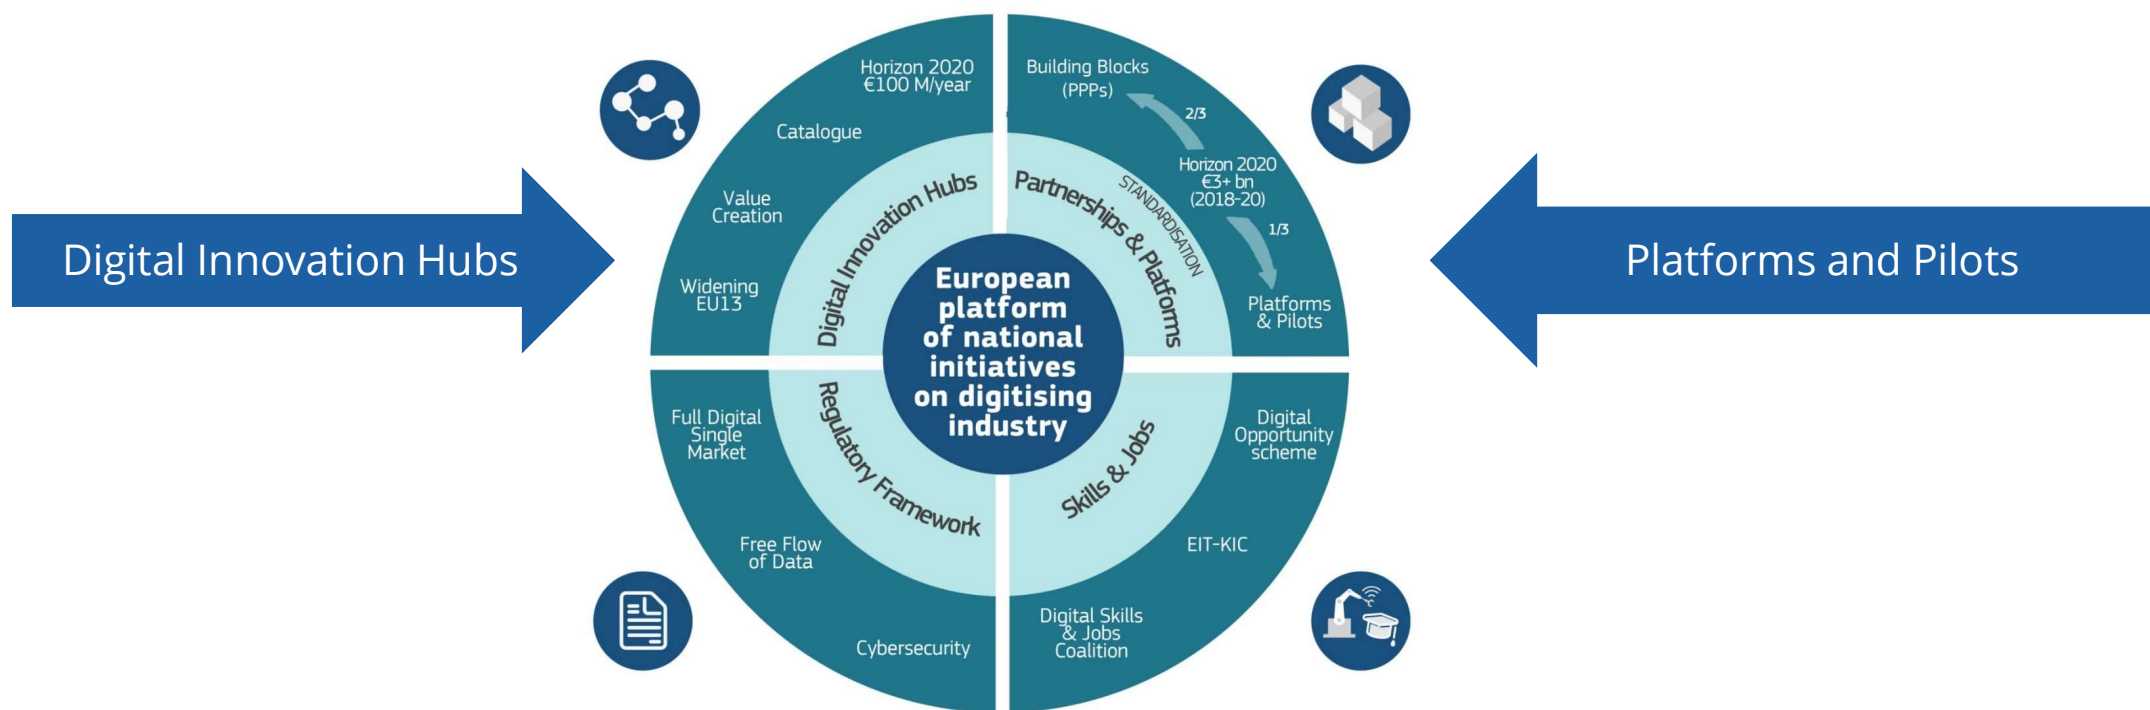 Digital Innovation Hubs
Horizon 2020
€100 M/year
Catalogue
Value
Creation
Widening
EU13
Digital Innovation Hubs
Building Blocks
(PPPs)
2/3
Horizon 2020
€3+ bn
(2018-20)
1/3
Platforms
& Pilots
STANDARDISATION
Partnerships & Platforms
Platforms and Pilots
European
platform
of national
initiatives
on digitising
industry
Regulatory Framework
Full Digital
Single
Market
Free Flow
of Data
Cybersecurity
Skills & Jobs
Digital
Opportunity
scheme
EIT-KIC
Digital Skills
& Jobs
Coalition